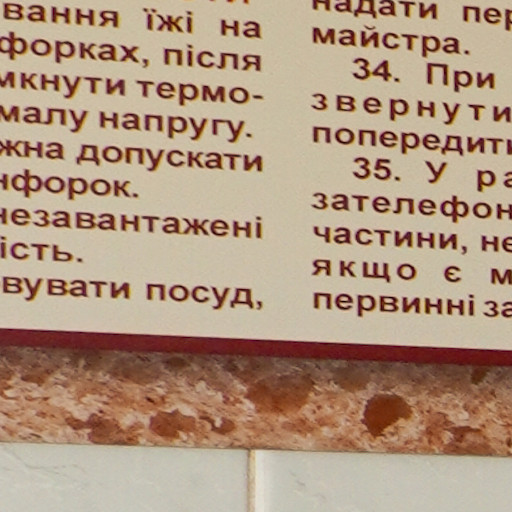 вання їжі на
форках, після
мкнути термо-
малу напругу.
жна допускати
нфорок.
незавантажені
ість.
вувати посуд,
надати пер
майстра.
34. При
звернути
попередити
35. У ра
зателефон
частини, не
якщо є м
первинні за